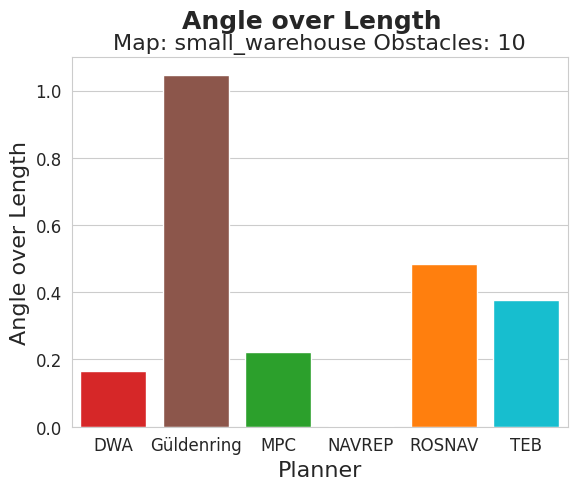 Angle over Length
Map: small_warehouse Obstacles: 10
Angle over Length
1.0
0.8
0.6
0.4
0.2
0.0
DWA Güldenring MPC NAVREP ROSNAV TEB
Planner